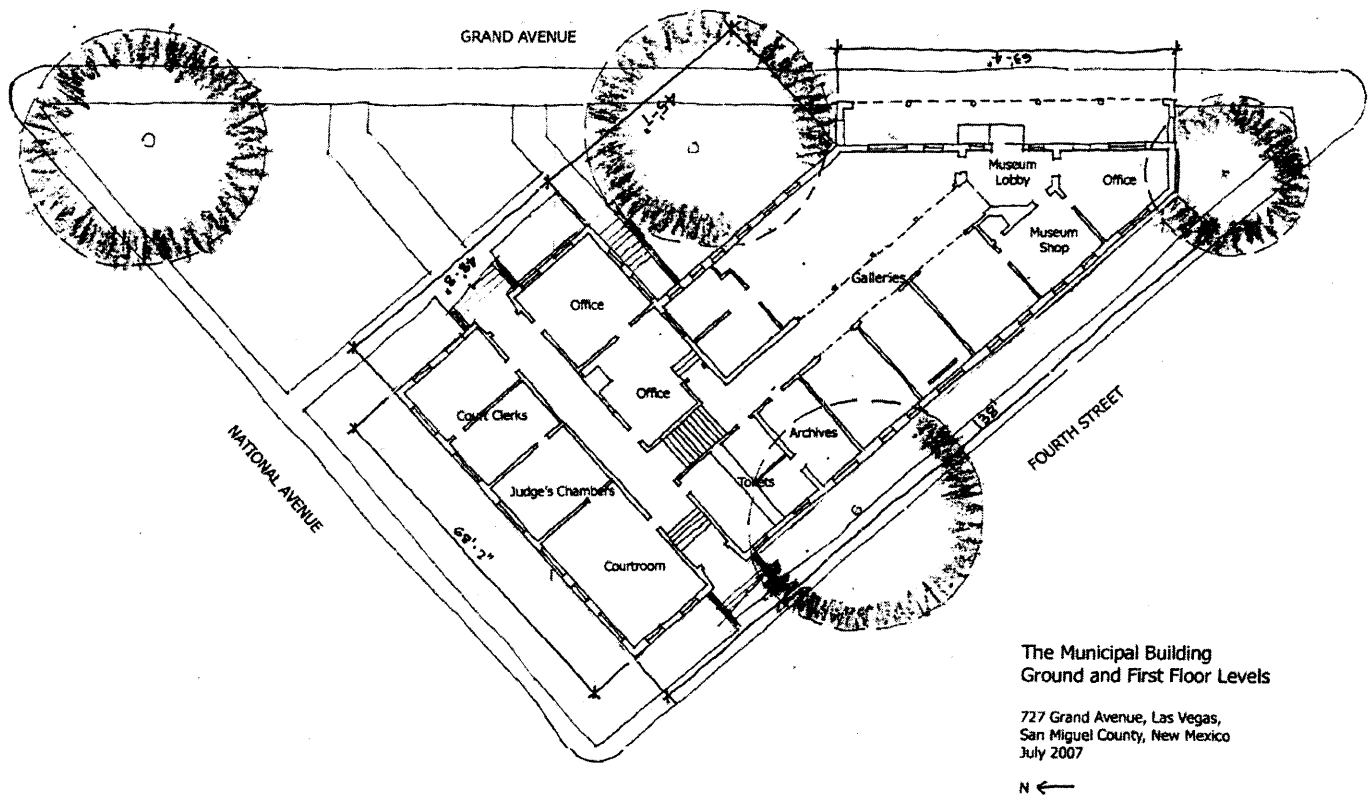 GRAND AVENUE
63'-4"
45'-7"
Museum
Lobby
Office
Museum
Shop
Galleries
48'-8"
Office
Office
Court Clerks
Archives
138'
FOURTH STREET
NATIONAL AVENUE
Judge's Chambers
Toilets
68'-2"
Courtroom
The Municipal Building
Ground and First Floor Levels
727 Grand Avenue, Las Vegas,
San Miguel County, New Mexico
July 2007
N